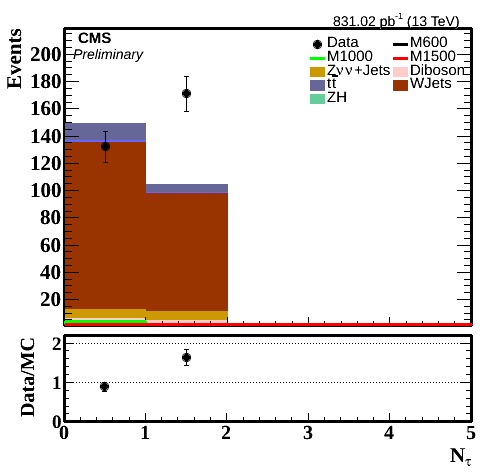 831.02 pb⁻¹ (13 TeV)
CMS
Preliminary
Events
Data
M600
M1000
M1500
Zνν+Jets
Diboson
tt̄
WJets
ZH
200
180
160
140
120
100
80
60
40
20
Data/MC
2
1
0
0 1 2 3 4 5
Nτ